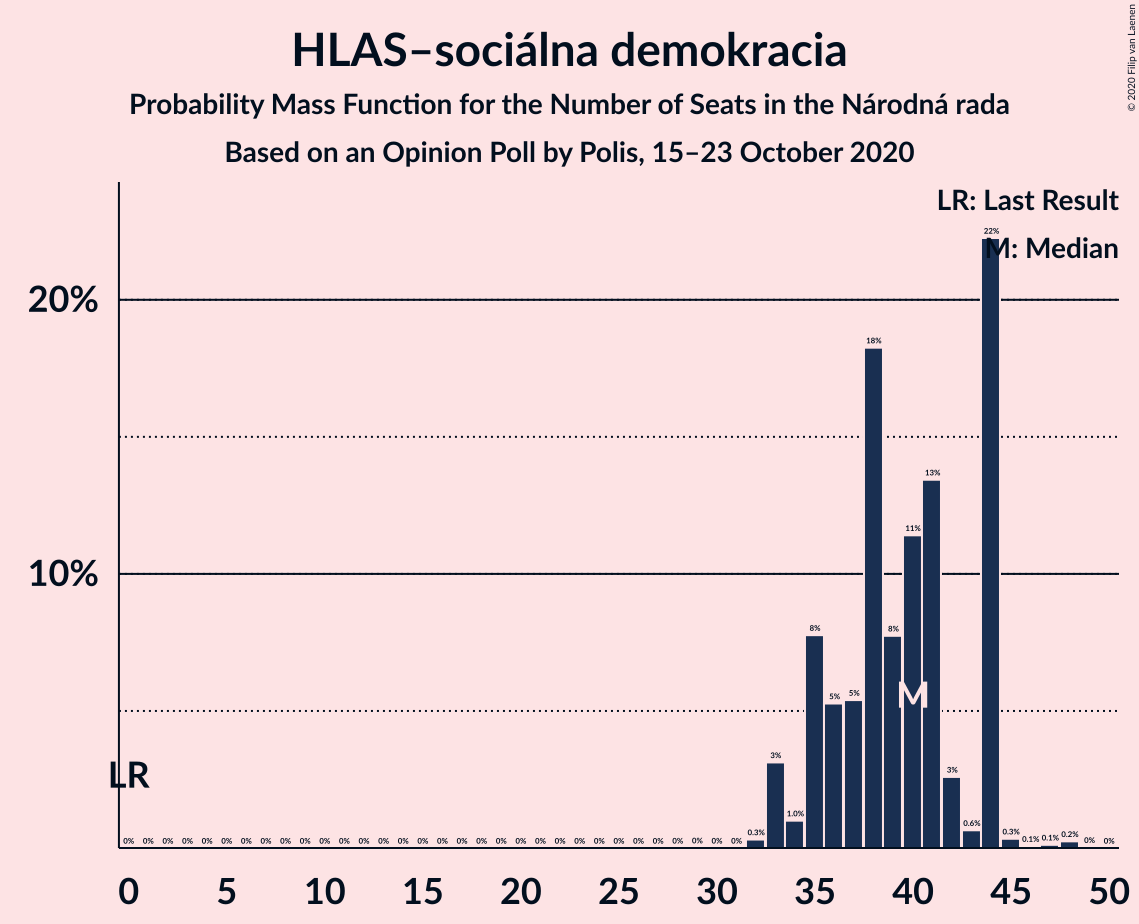 © 2020 Filip van Laenen
HLAS–sociálna demokracia
Probability Mass Function for the Number of Seats in the Národná rada
Based on an Opinion Poll by Polis, 15–23 October 2020
LR: Last Result
M: Median
20%
10%
22%
18%
13%
11%
8% 8%
5% 5%
M
3% 3%
LR
1.0%
0.6%
0% 0% 0% 0% 0% 0% 0% 0% 0% 0% 0% 0% 0% 0% 0% 0% 0% 0% 0% 0% 0% 0% 0% 0% 0% 0% 0% 0% 0% 0% 0% 0% 0.3% 0.3% 0.1% 0.1% 0.2% 0% 0%
0 5 10 15 20 25 30 35 40 45 50